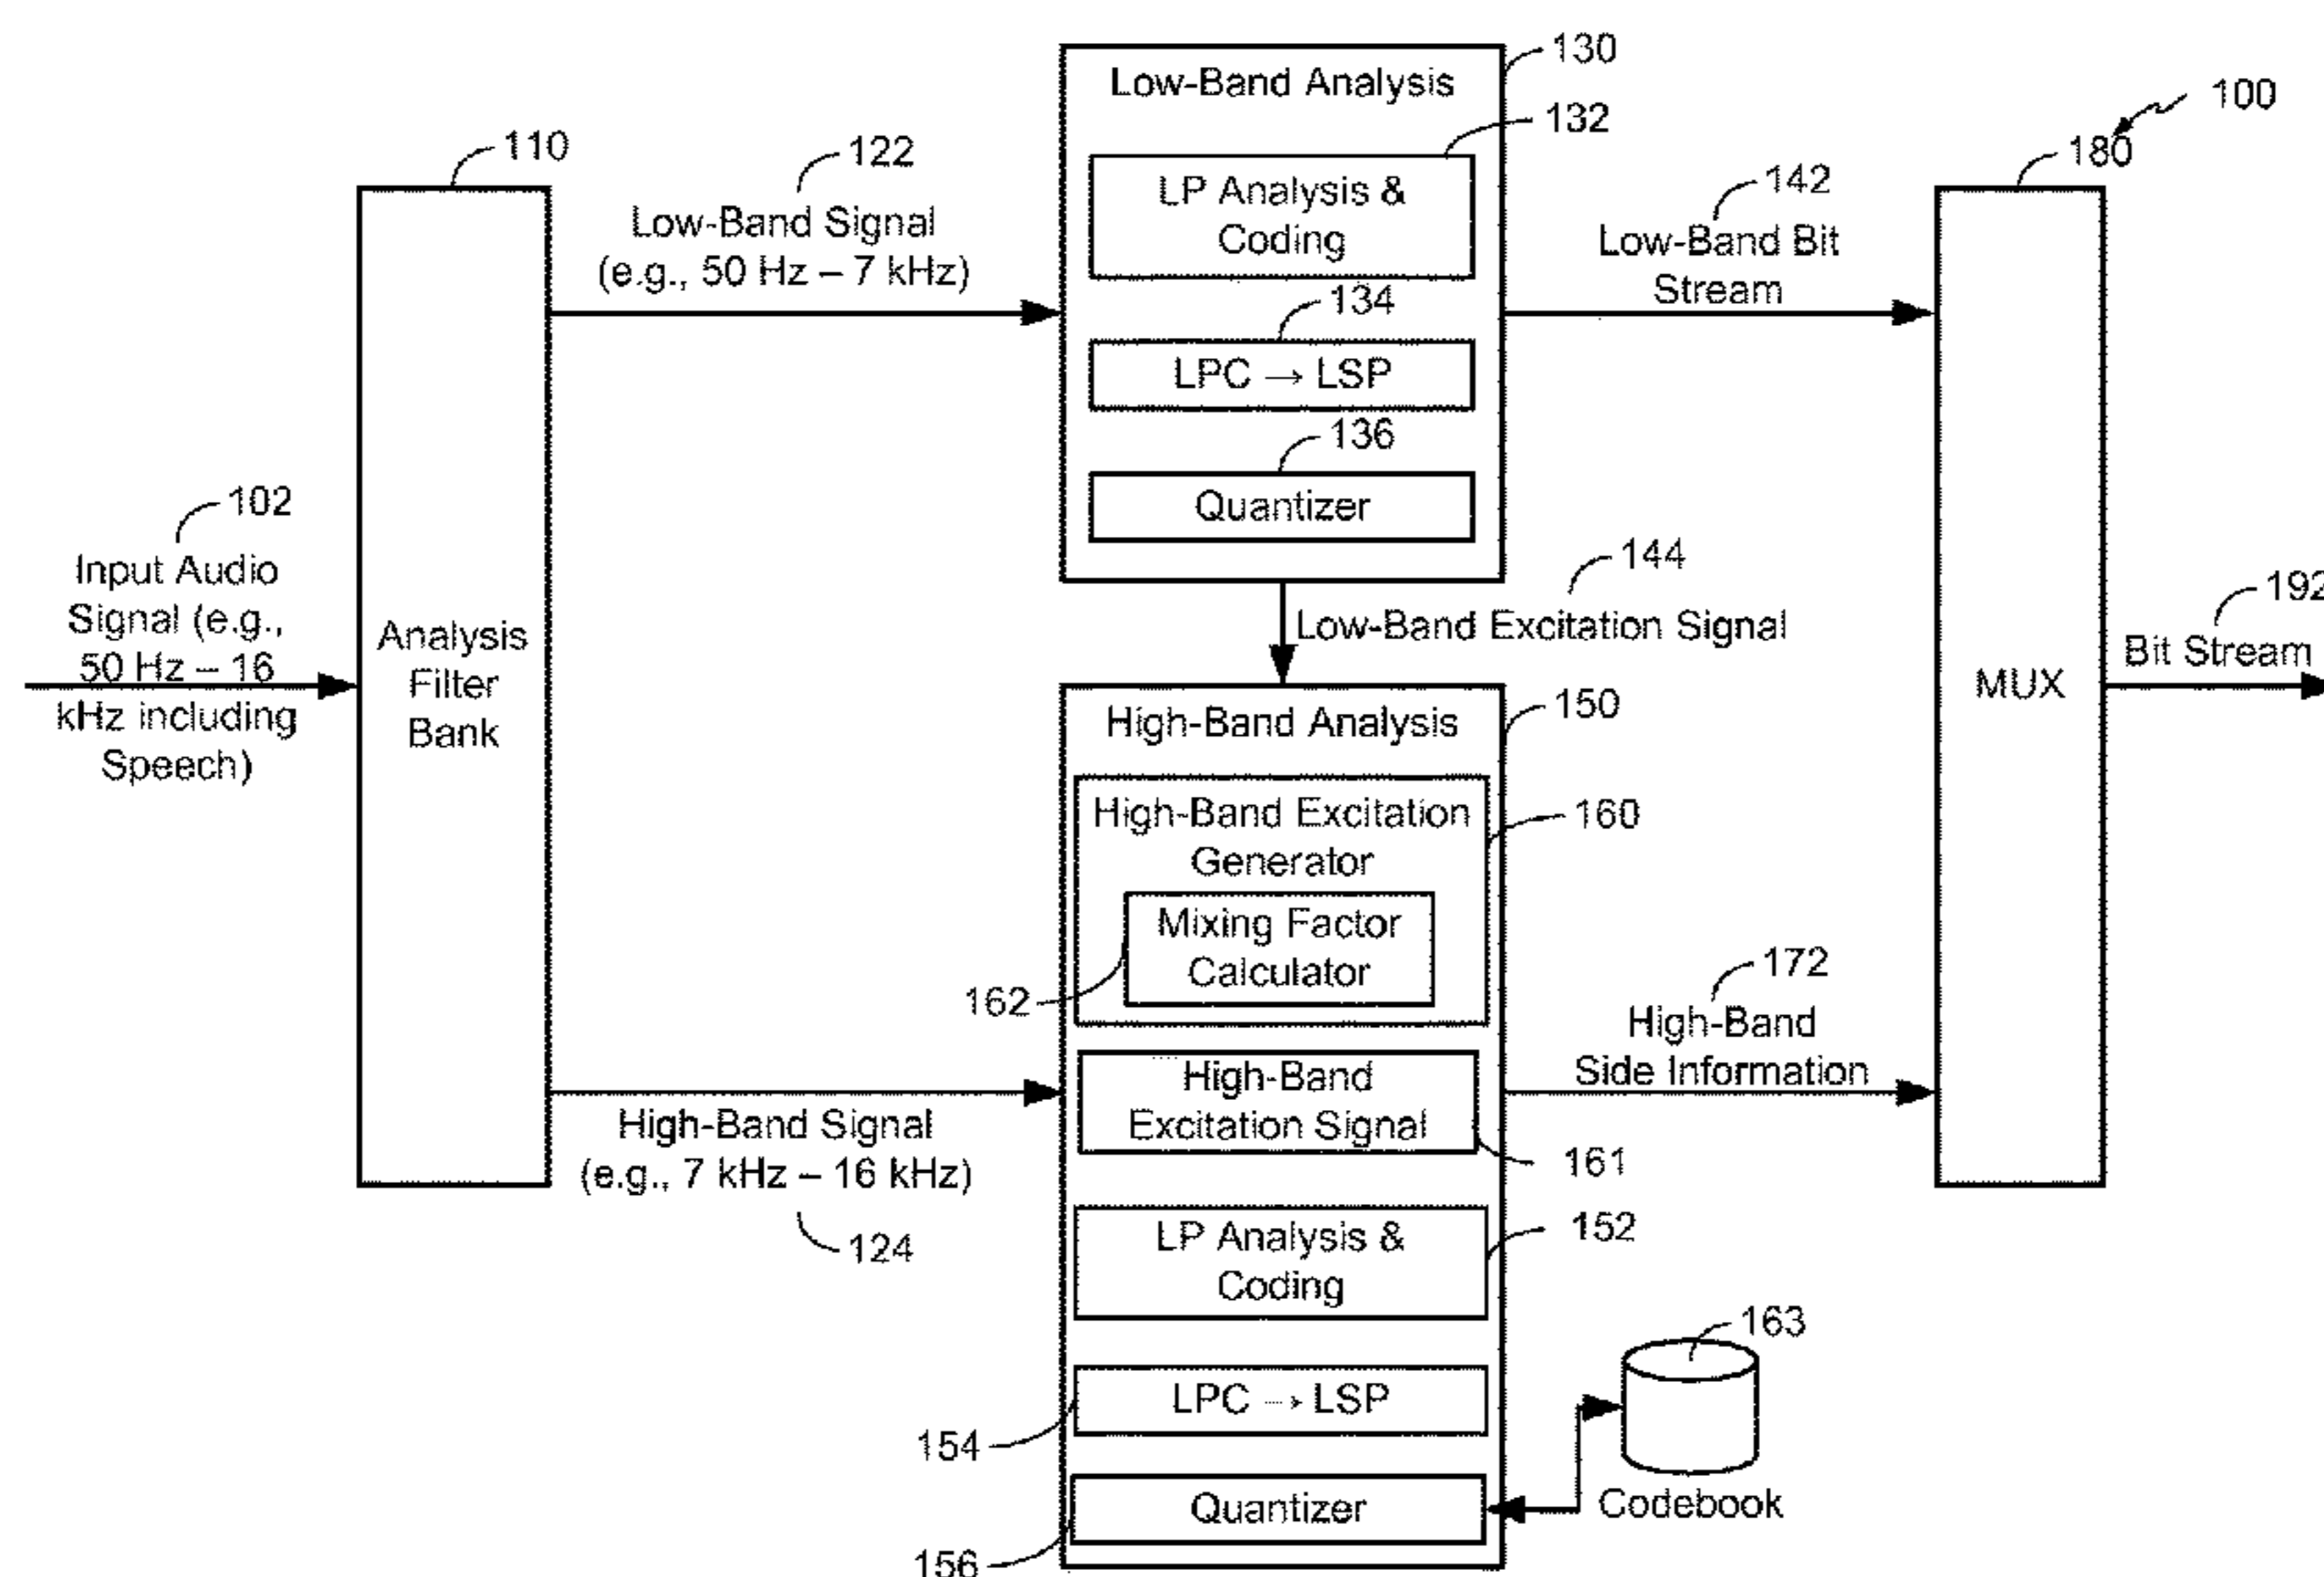 130
Low-Band Analysis
100
132
110
122
180
142
LP Analysis &
Coding
Low-Band Signal
(e.g., 50 Hz – 7 kHz)
Low-Band Bit
Stream
134
LPC → LSP
136
Quantizer
102
Input Audio
Signal (e.g.,
50 Hz – 16
kHz including
Speech)
144
Low-Band Excitation Signal
192
Bit Stream
Analysis
Filter
Bank
MUX
High-Band Analysis
150
High-Band Excitation
Generator
160
Mixing Factor
Calculator
162
172
High-Band
Side Information
High-Band
Excitation Signal
161
High-Band Signal
(e.g., 7 kHz – 16 kHz)
124
LP Analysis &
Coding
152
163
LPC → LSP
154
Quantizer
Codebook
156